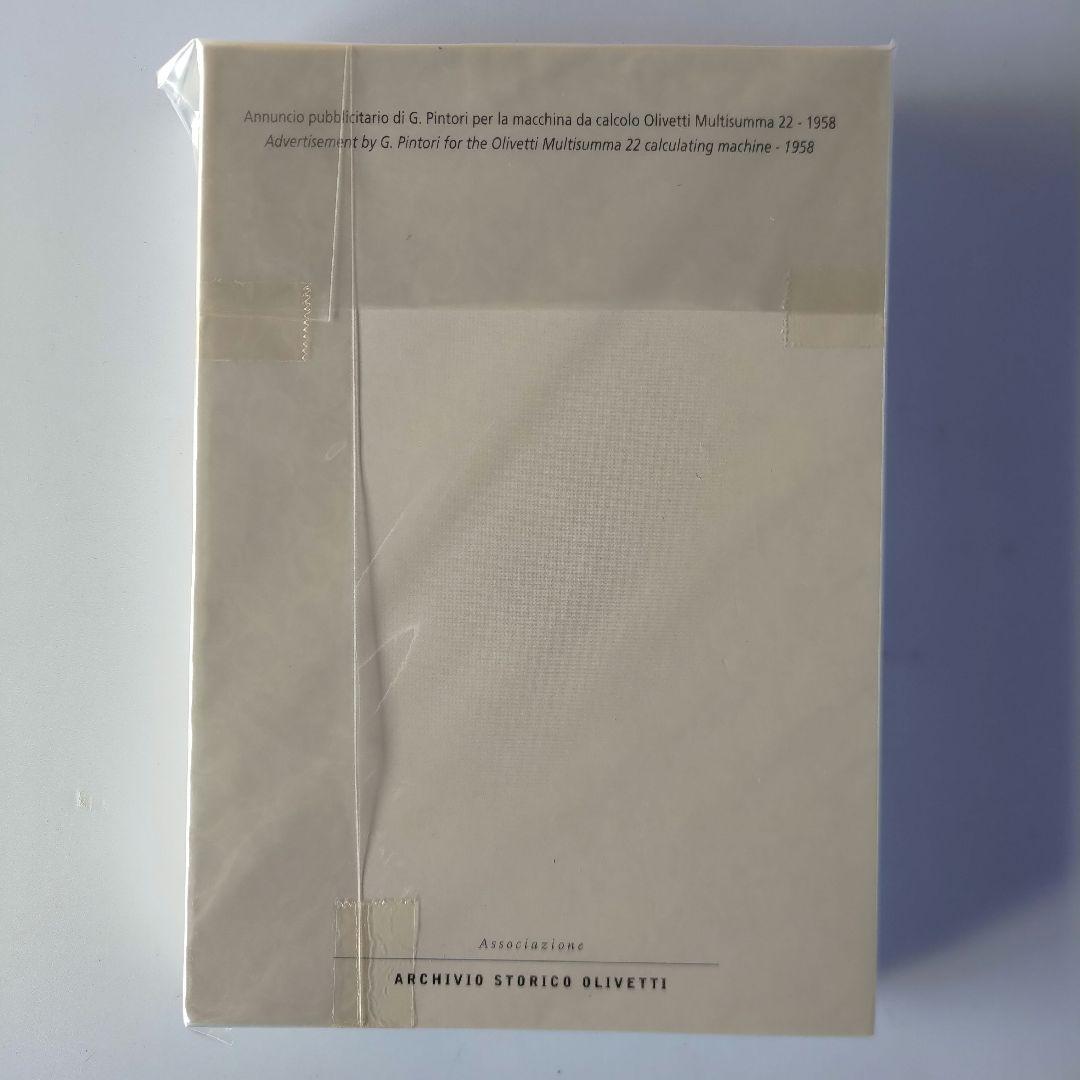 Annuncio pubblicitario di G. Pintori per la macchina da calcolo Olivetti Multisumma 22 - 1958
Advertisement by G. Pintori for the Olivetti Multisumma 22 calculating machine - 1958
Associazione
ARCHIVIO STORICO OLIVETTI